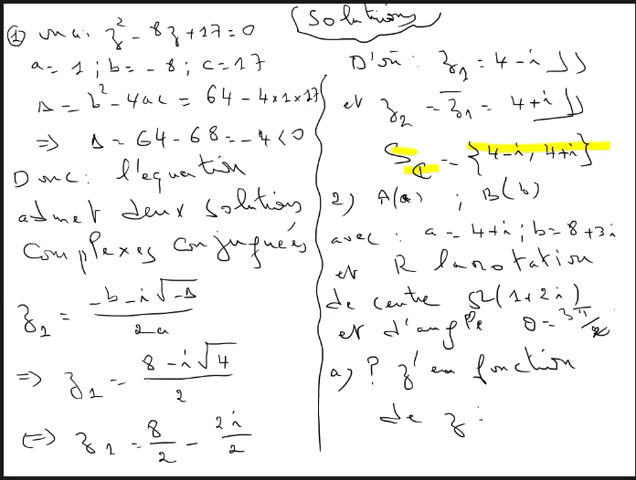 Solutions
① on a : z² - 8z + 17 = 0
a = 1 ; b = -8 ; c = 17
Δ = b² - 4ac = 64 - 4×1×17
=> Δ = 64 - 68 = -4 < 0
Donc : l'équation
admet deux solutions
complexes conjuguées
z₁ = (-b - i√-Δ)/2a
=> z₁ = (8 - i√4)/2
(=> z₁ = 8/2 - 2i/2
D'où : z₁ = 4 - i
et z₂ = z̄₁ = 4 + i
S_ℂ = {4-i, 4+i}
2) A(a) ; B(b)
avec : a = 4+i ; b = 8+3i
et R la rotation
de centre Ω(1+2i)
et d'angle θ = 3π/2
a) ? z' en fonction
de z :